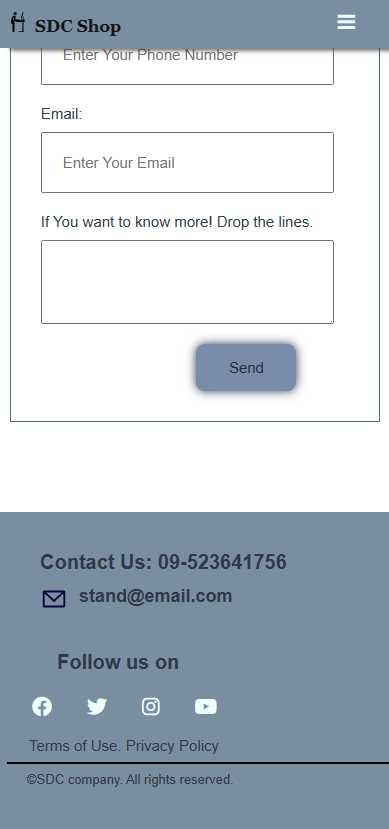 SDC Shop
Enter Your Phone Number
Email:
Enter Your Email
If You want to know more! Drop the lines.
Send
Contact Us: 09-523641756
stand@email.com
Follow us on
Terms of Use. Privacy Policy
©SDC company. All rights reserved.